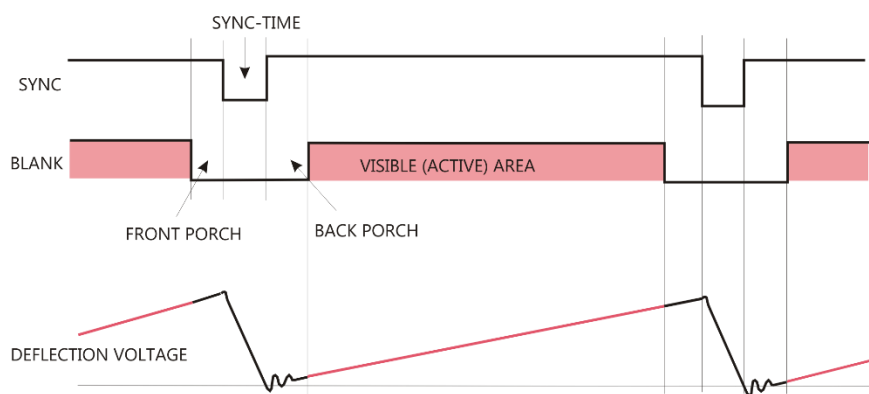 SYNC-TIME
SYNC
BLANK
VISIBLE (ACTIVE) AREA
FRONT PORCH
BACK PORCH
DEFLECTION VOLTAGE